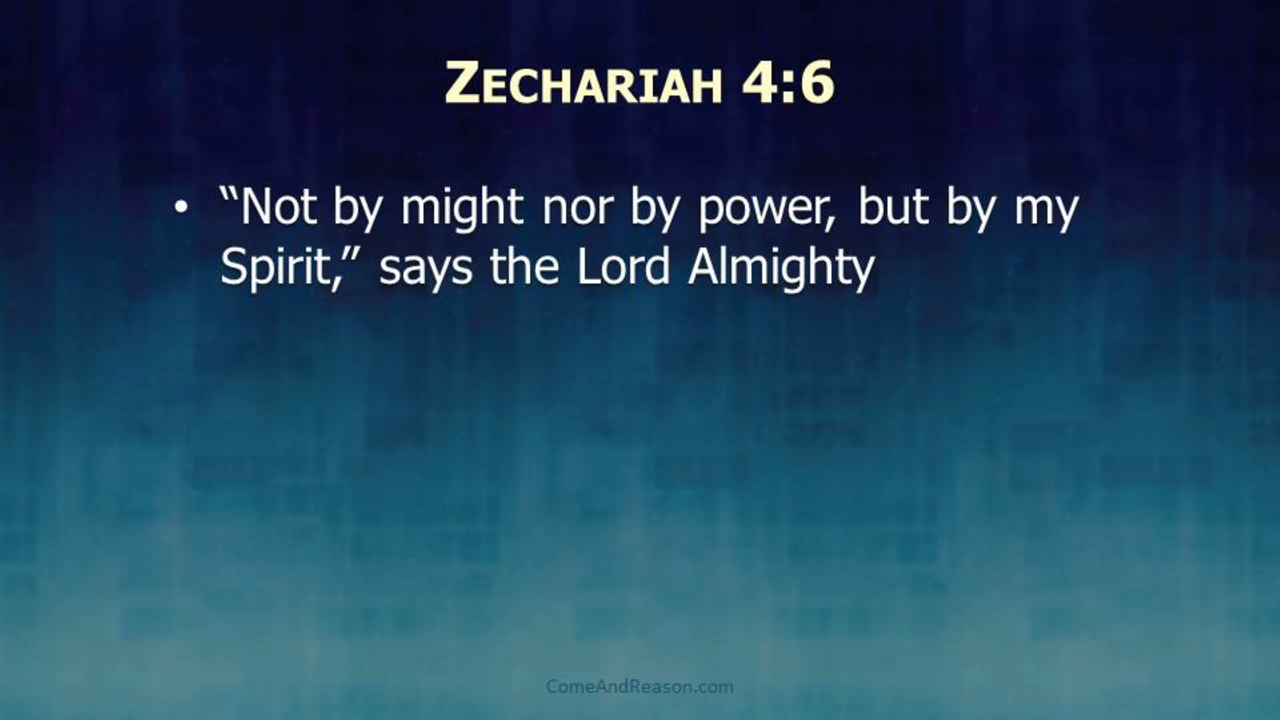 ZECHARIAH 4:6
• “Not by might nor by power, but by my
Spirit,” says the Lord Almighty
ComeAndReason.com